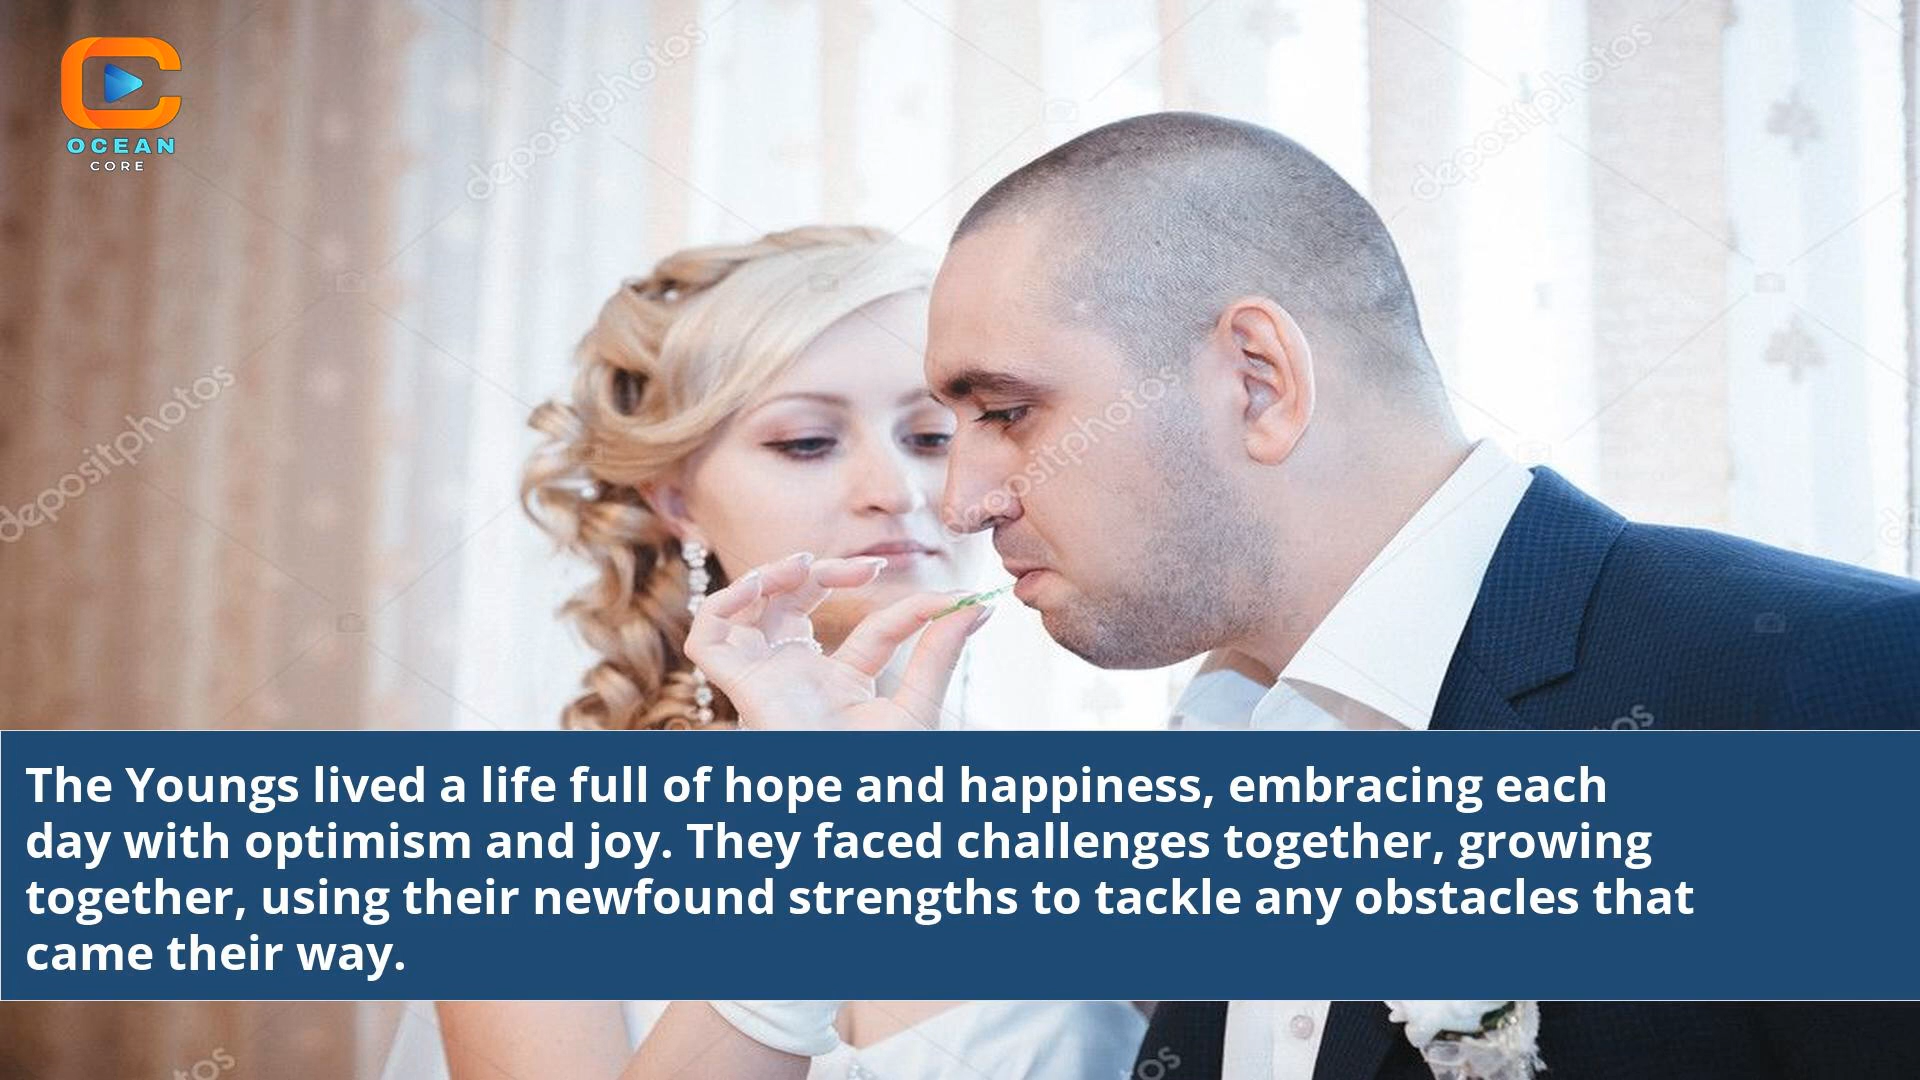 OCEAN
CORE
depositphotos
depositphotos
depositphotos
depositphotos
The Youngs lived a life full of hope and happiness, embracing each
day with optimism and joy. They faced challenges together, growing
together, using their newfound strengths to tackle any obstacles that
came their way.